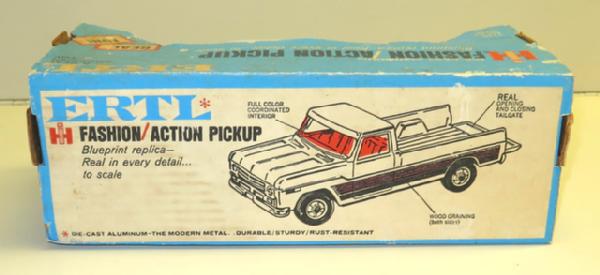 FASHION/ACTION PICKUP
REAL
ERTL*
FASHION/ACTION PICKUP
Blueprint replica—
Real in every detail...
to scale
FULL COLOR
COORDINATED
INTERIOR
REAL
OPENING
AND CLOSING
TAILGATE
WOOD GRAINING
(Both sides)
* DIE-CAST ALUMINUM-THE MODERN METAL. .DURABLE/STURDY/RUST-RESISTANT